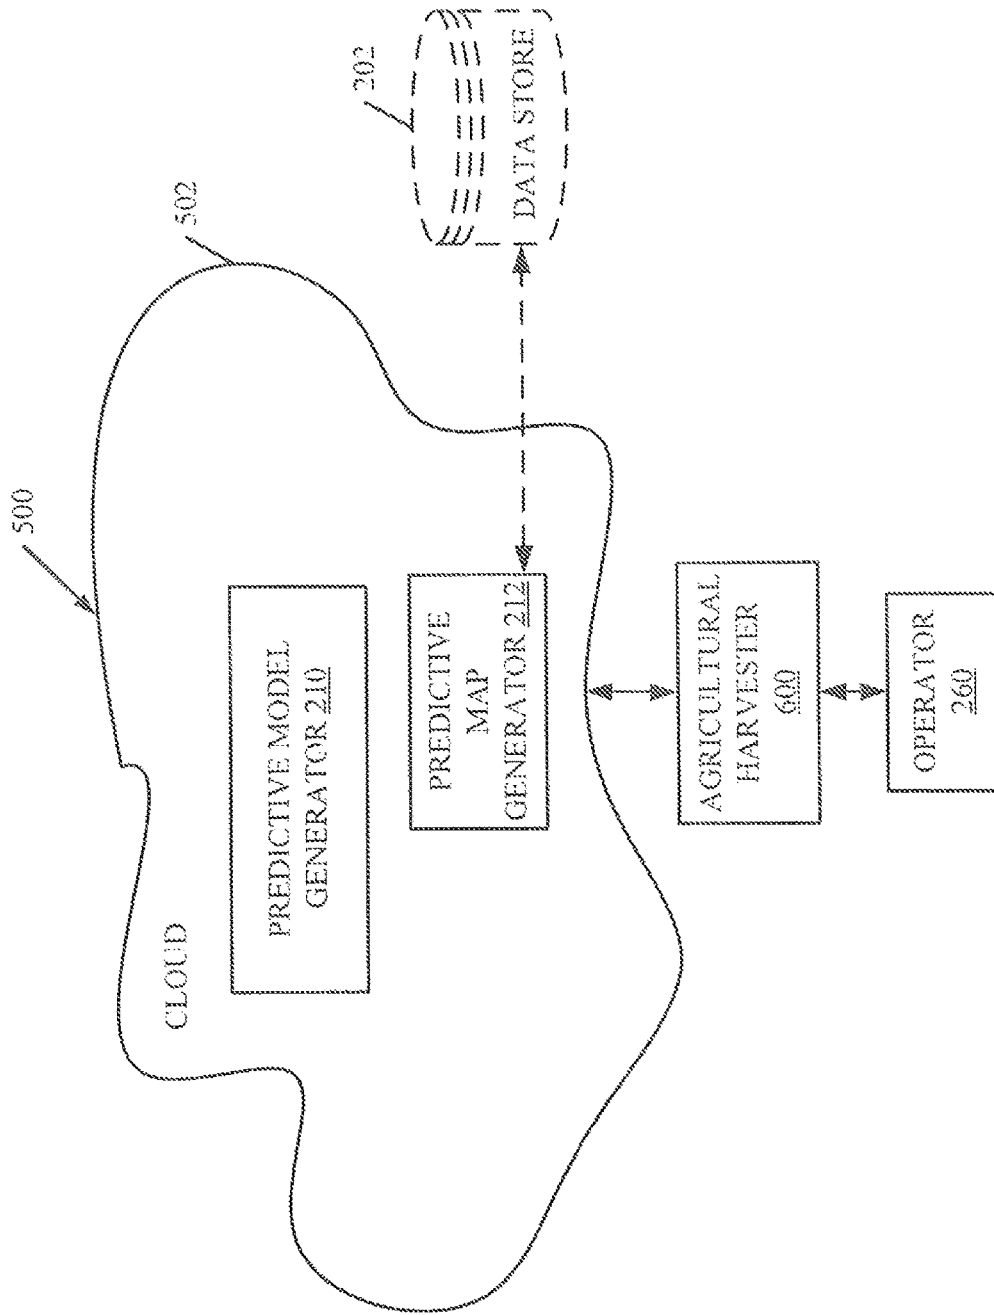 500
502
202
CLOUD
PREDICTIVE MODEL
GENERATOR 210
PREDICTIVE
MAP
GENERATOR 212
DATA STORE
AGRICULTURAL
HARVESTER
600
OPERATOR
260